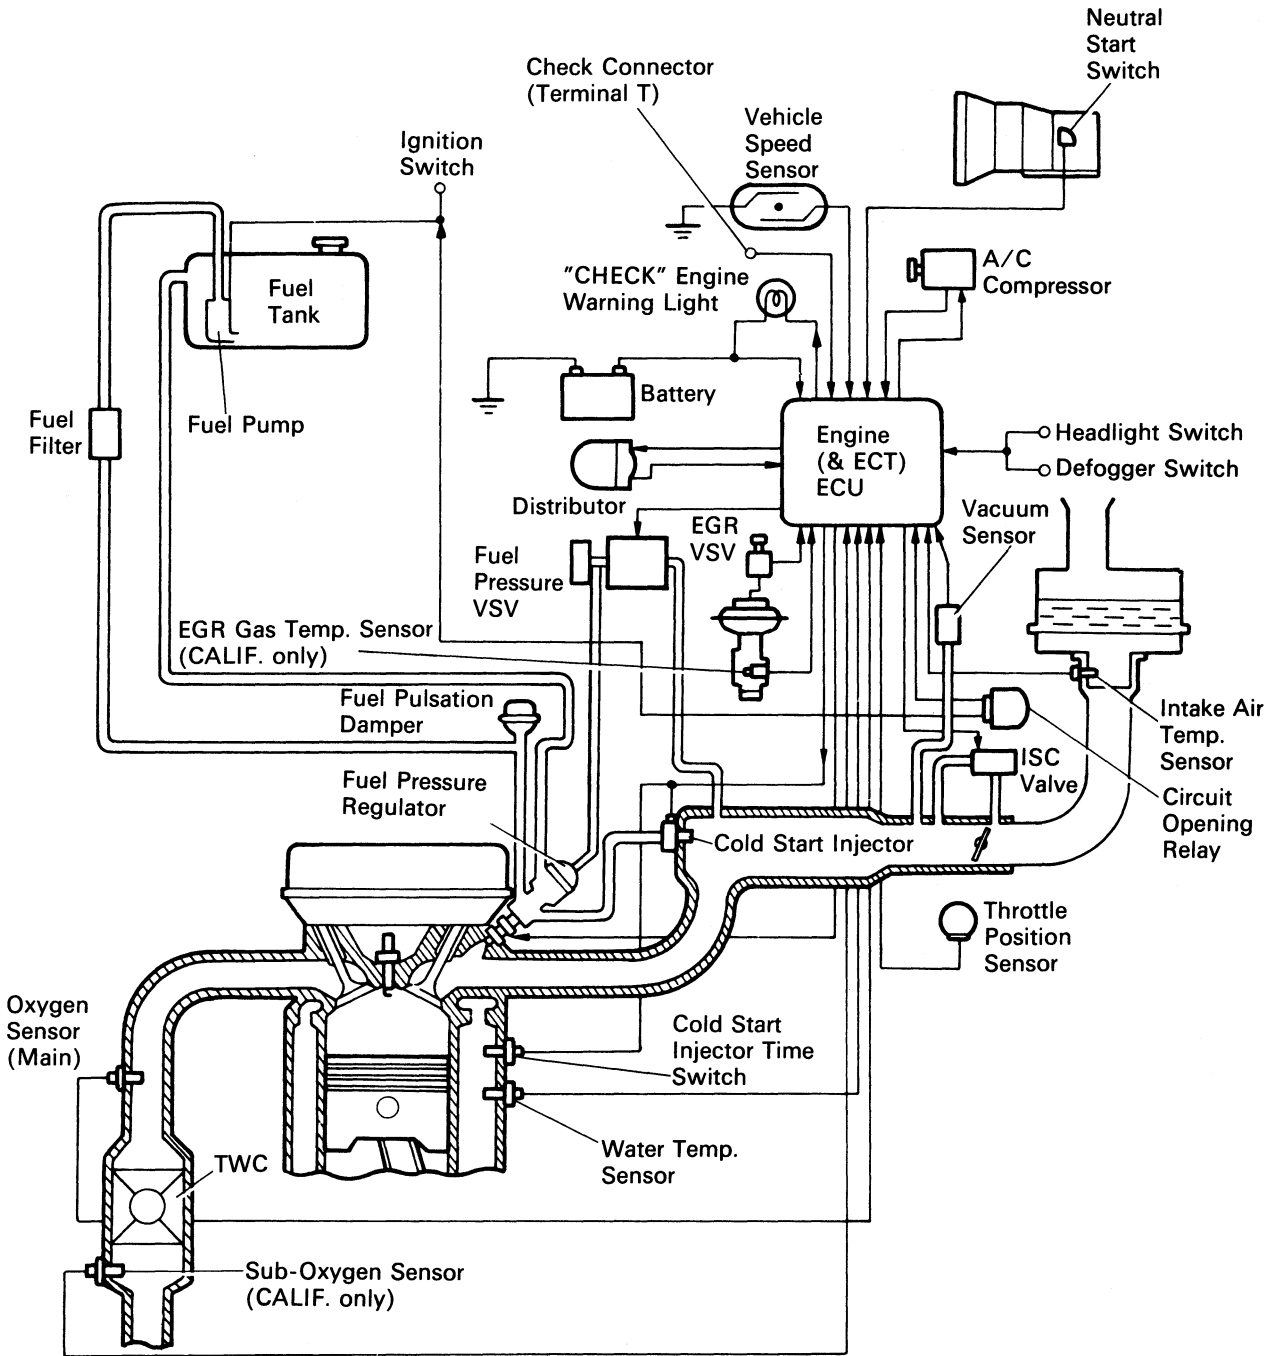 Neutral
Start
Switch
Check Connector
(Terminal T)
Vehicle
Speed
Sensor
Ignition
Switch
A/C
Compressor
"CHECK" Engine
Warning Light
Fuel
Tank
Battery
Fuel
Filter
Fuel Pump
Engine
(& ECT)
ECU
Headlight Switch
Defogger Switch
Distributor
Vacuum
Sensor
EGR
VSV
Fuel
Pressure
VSV
EGR Gas Temp. Sensor
(CALIF. only)
Fuel Pulsation
Damper
Intake Air
Temp.
Sensor
ISC
Valve
Fuel Pressure
Regulator
Circuit
Opening
Relay
Cold Start Injector
Throttle
Position
Sensor
Oxygen
Sensor
(Main)
Cold Start
Injector Time
Switch
Water Temp.
Sensor
TWC
Sub-Oxygen Sensor
(CALIF. only)